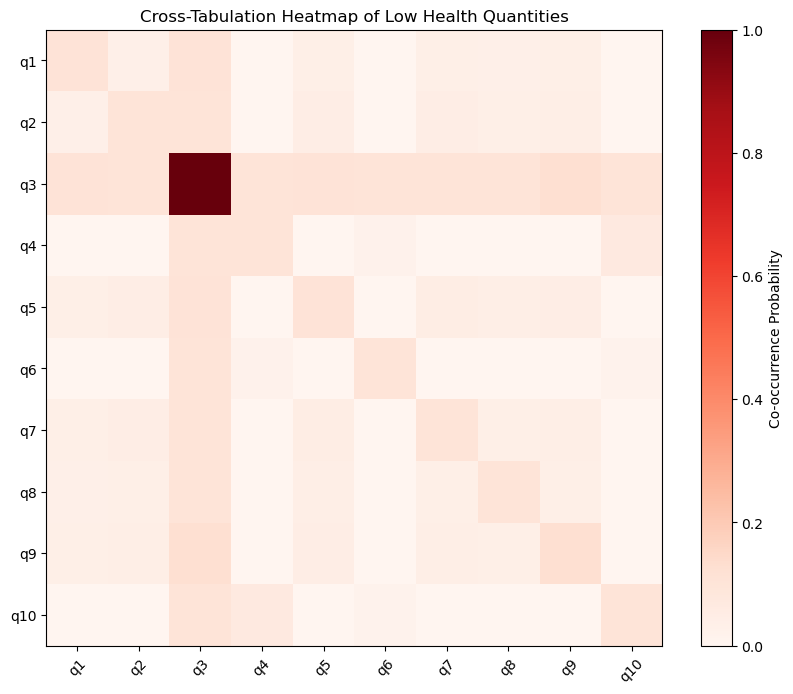 Cross-Tabulation Heatmap of Low Health Quantities
q1
q2
q3
q4
q5
q6
q7
q8
q9
q10
q1 q2 q3 q4 q5 q6 q7 q8 q9 q10
1.0
0.8
0.6
0.4
0.2
0.0
Co-occurrence Probability